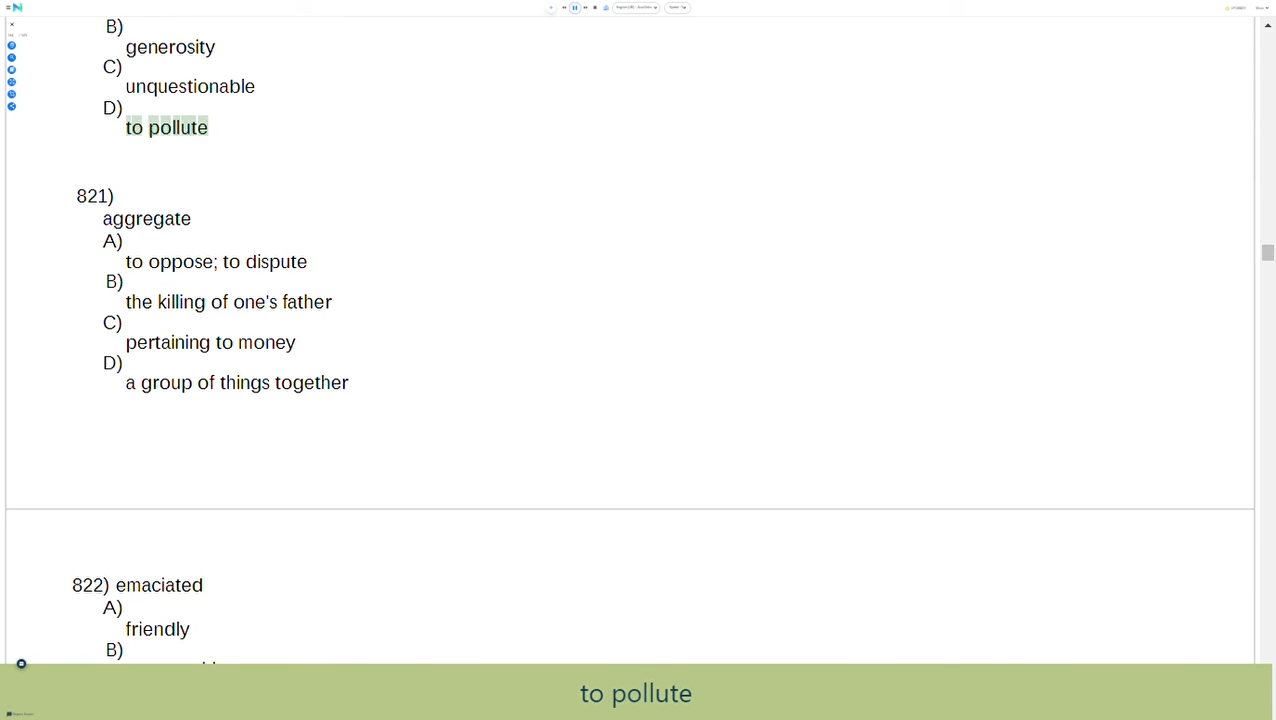 B)
generosity
C)
unquestionable
D)
to pollute
821)
aggregate
A)
to oppose; to dispute
B)
the killing of one's father
C)
pertaining to money
D)
a group of things together
822) emaciated
A)
friendly
B)
to pollute